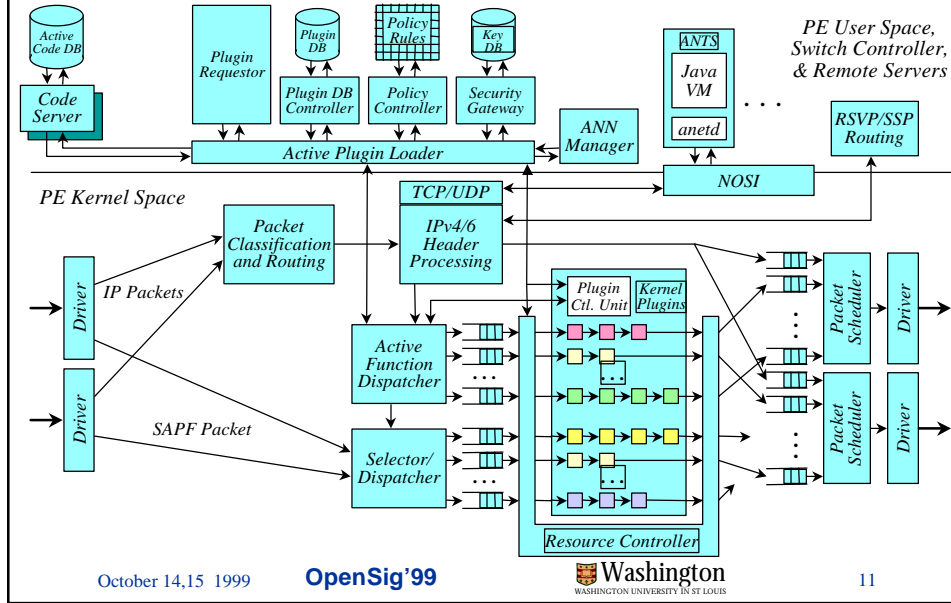 Active
Code DB
Code
Server
Plugin
Requestor
Plugin
DB
Plugin DB
Controller
Policy
Rules
Policy
Controller
Key
DB
Security
Gateway
ANN
Manager
Active Plugin Loader
ANTS
Java
VM
anetd
. . .
NOSI
PE User Space,
Switch Controller,
& Remote Servers
RSVP/SSP
Routing
PE Kernel Space
TCP/UDP
IPv4/6
Header
Processing
Packet
Classification
and Routing
Driver
IP Packets
Driver
SAPF Packet
Active
Function
Dispatcher
Selector/
Dispatcher
. . .
. . .
Plugin
Ctl. Unit
Kernel
Plugins
. . .
. . .
Resource Controller
Packet
Scheduler
Driver
Packet
Scheduler
Driver
October 14,15 1999
OpenSig'99
Washington
WASHINGTON UNIVERSITY IN ST LOUIS
11